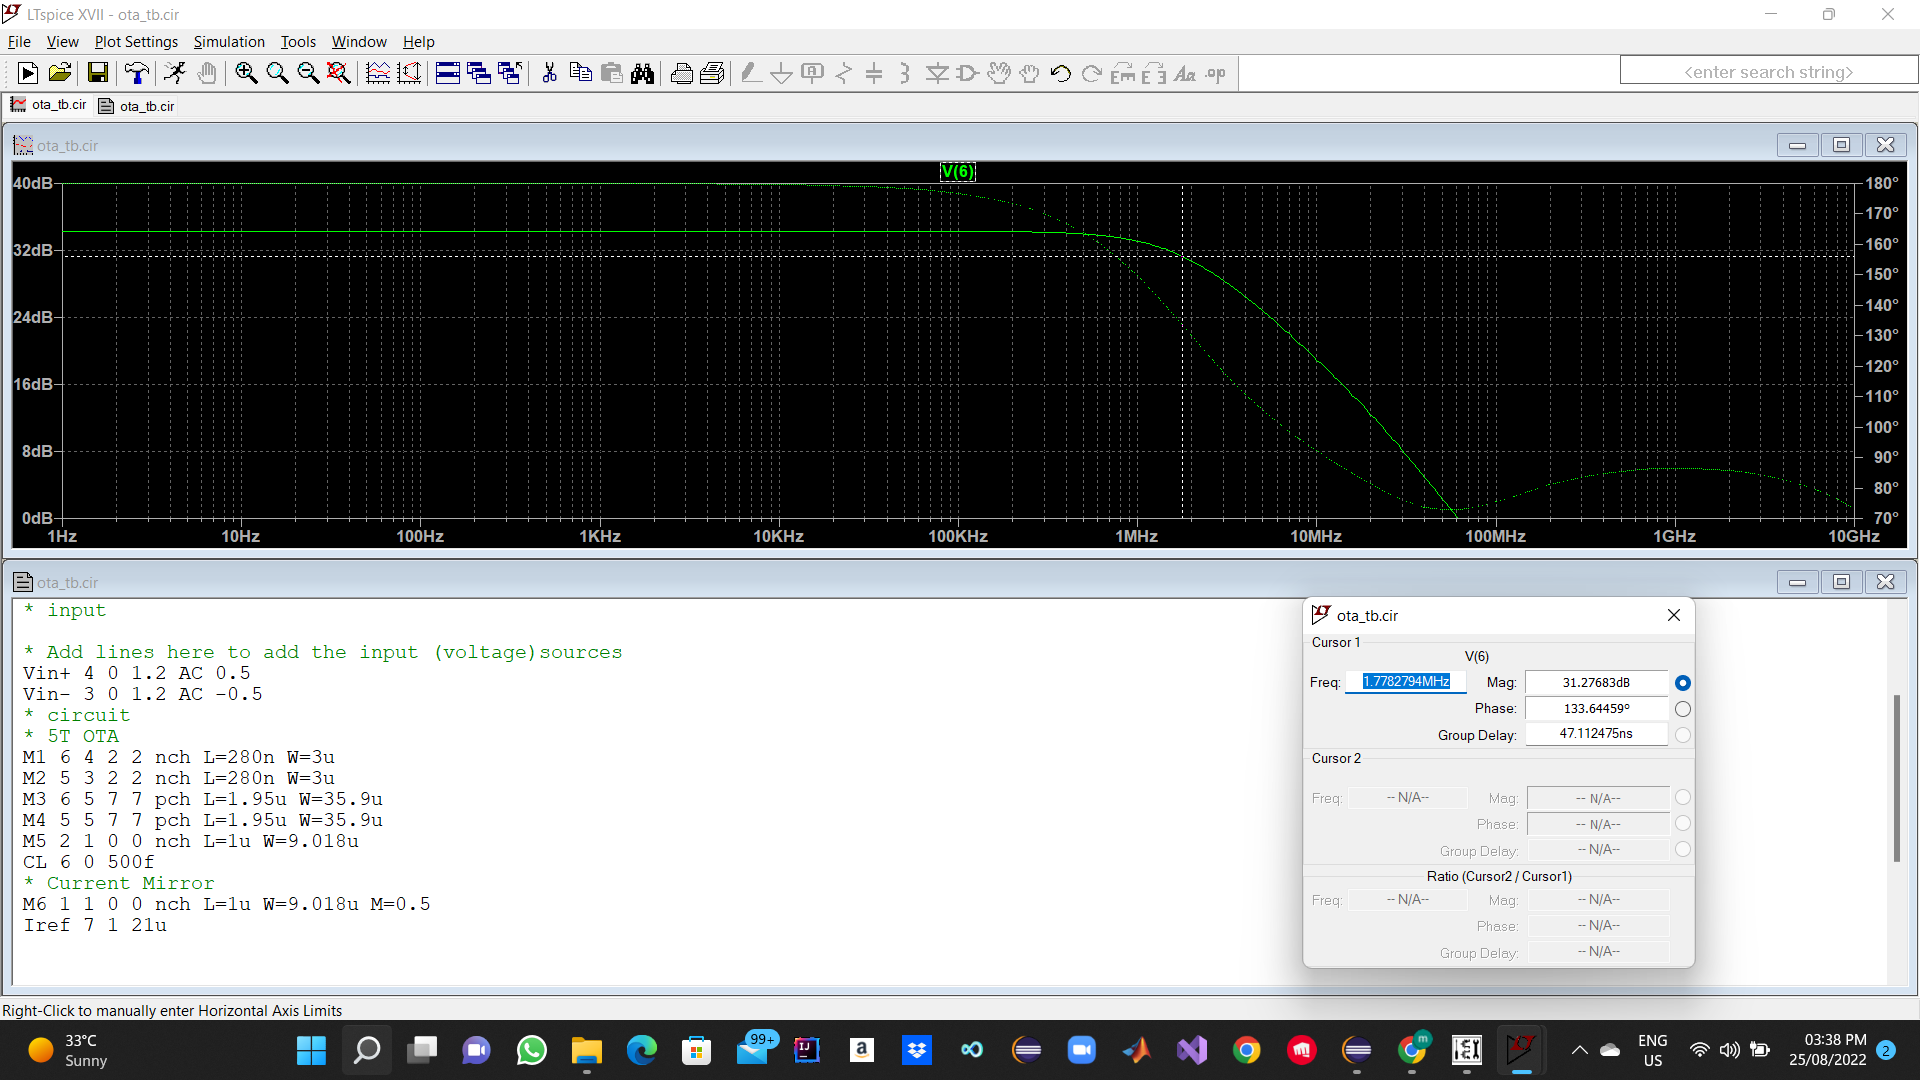 LTspice XVII - ota_tb.cir
File View Plot Settings Simulation Tools Window Help
<enter search string>
ota_tb.cir ota_tb.cir
ota_tb.cir
V(6)
40dB 180°
170°
32dB 160°
150°
24dB 140°
130°
16dB 120°
110°
8dB 100°
90°
80°
0dB 70°
1Hz 10Hz 100Hz 1KHz 10KHz 100KHz 1MHz 10MHz 100MHz 1GHz 10GHz
ota_tb.cir
* input
* Add lines here to add the input (voltage)sources
Vin+ 4 0 1.2 AC 0.5
Vin- 3 0 1.2 AC -0.5
* circuit
* 5T OTA
M1 6 4 2 2 nch L=280n W=3u
M2 5 3 2 2 nch L=280n W=3u
M3 6 5 7 7 pch L=1.95u W=35.9u
M4 5 5 7 7 pch L=1.95u W=35.9u
M5 2 1 0 0 nch L=1u W=9.018u
CL 6 0 500f
* Current Mirror
M6 1 1 0 0 nch L=1u W=9.018u M=0.5
Iref 7 1 21u
ota_tb.cir
Cursor 1
V(6)
Freq: 1.7782794MHz Mag: 31.27683dB
Phase: 133.64459°
Group Delay: 47.112475ns
Cursor 2
Freq: -- N/A-- Mag: -- N/A--
Phase: -- N/A--
Group Delay: -- N/A--
Ratio (Cursor2 / Cursor1)
Freq: -- N/A-- Mag: -- N/A--
Phase: -- N/A--
Group Delay: -- N/A--
Right-Click to manually enter Horizontal Axis Limits
33°C
Sunny
99+
ENG
US
03:38 PM
25/08/2022
2